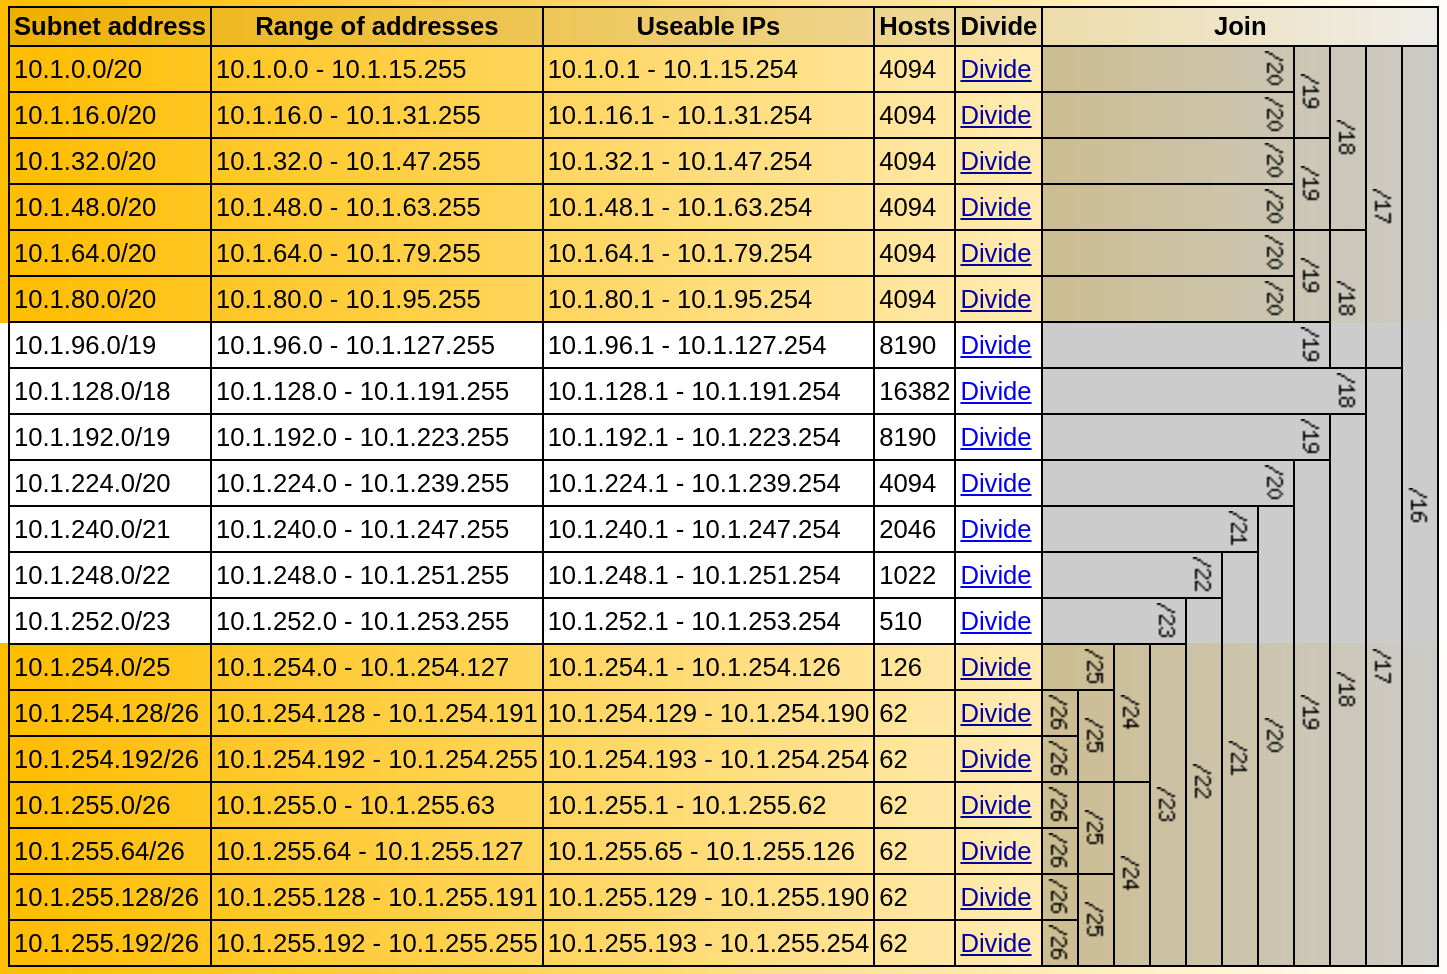 Subnet address Range of addresses Useable IPs Hosts Divide Join
10.1.0.0/20 10.1.0.0 - 10.1.15.255 10.1.0.1 - 10.1.15.254 4094 Divide /20 /19 /18 /17 /16
10.1.16.0/20 10.1.16.0 - 10.1.31.255 10.1.16.1 - 10.1.31.254 4094 Divide /20
10.1.32.0/20 10.1.32.0 - 10.1.47.255 10.1.32.1 - 10.1.47.254 4094 Divide /20 /19
10.1.48.0/20 10.1.48.0 - 10.1.63.255 10.1.48.1 - 10.1.63.254 4094 Divide /20
10.1.64.0/20 10.1.64.0 - 10.1.79.255 10.1.64.1 - 10.1.79.254 4094 Divide /20 /19 /18
10.1.80.0/20 10.1.80.0 - 10.1.95.255 10.1.80.1 - 10.1.95.254 4094 Divide /20
10.1.96.0/19 10.1.96.0 - 10.1.127.255 10.1.96.1 - 10.1.127.254 8190 Divide /19
10.1.128.0/18 10.1.128.0 - 10.1.191.255 10.1.128.1 - 10.1.191.254 16382 Divide /18 /17
10.1.192.0/19 10.1.192.0 - 10.1.223.255 10.1.192.1 - 10.1.223.254 8190 Divide /19 /18
10.1.224.0/20 10.1.224.0 - 10.1.239.255 10.1.224.1 - 10.1.239.254 4094 Divide /20 /19
10.1.240.0/21 10.1.240.0 - 10.1.247.255 10.1.240.1 - 10.1.247.254 2046 Divide /21 /20
10.1.248.0/22 10.1.248.0 - 10.1.251.255 10.1.248.1 - 10.1.251.254 1022 Divide /22 /21
10.1.252.0/23 10.1.252.0 - 10.1.253.255 10.1.252.1 - 10.1.253.254 510 Divide /23 /22
10.1.254.0/25 10.1.254.0 - 10.1.254.127 10.1.254.1 - 10.1.254.126 126 Divide /25 /24 /23
10.1.254.128/26 10.1.254.128 - 10.1.254.191 10.1.254.129 - 10.1.254.190 62 Divide /26 /25
10.1.254.192/26 10.1.254.192 - 10.1.254.255 10.1.254.193 - 10.1.254.254 62 Divide /26
10.1.255.0/26 10.1.255.0 - 10.1.255.63 10.1.255.1 - 10.1.255.62 62 Divide /26 /25 /24
10.1.255.64/26 10.1.255.64 - 10.1.255.127 10.1.255.65 - 10.1.255.126 62 Divide /26
10.1.255.128/26 10.1.255.128 - 10.1.255.191 10.1.255.129 - 10.1.255.190 62 Divide /26 /25
10.1.255.192/26 10.1.255.192 - 10.1.255.255 10.1.255.193 - 10.1.255.254 62 Divide /26